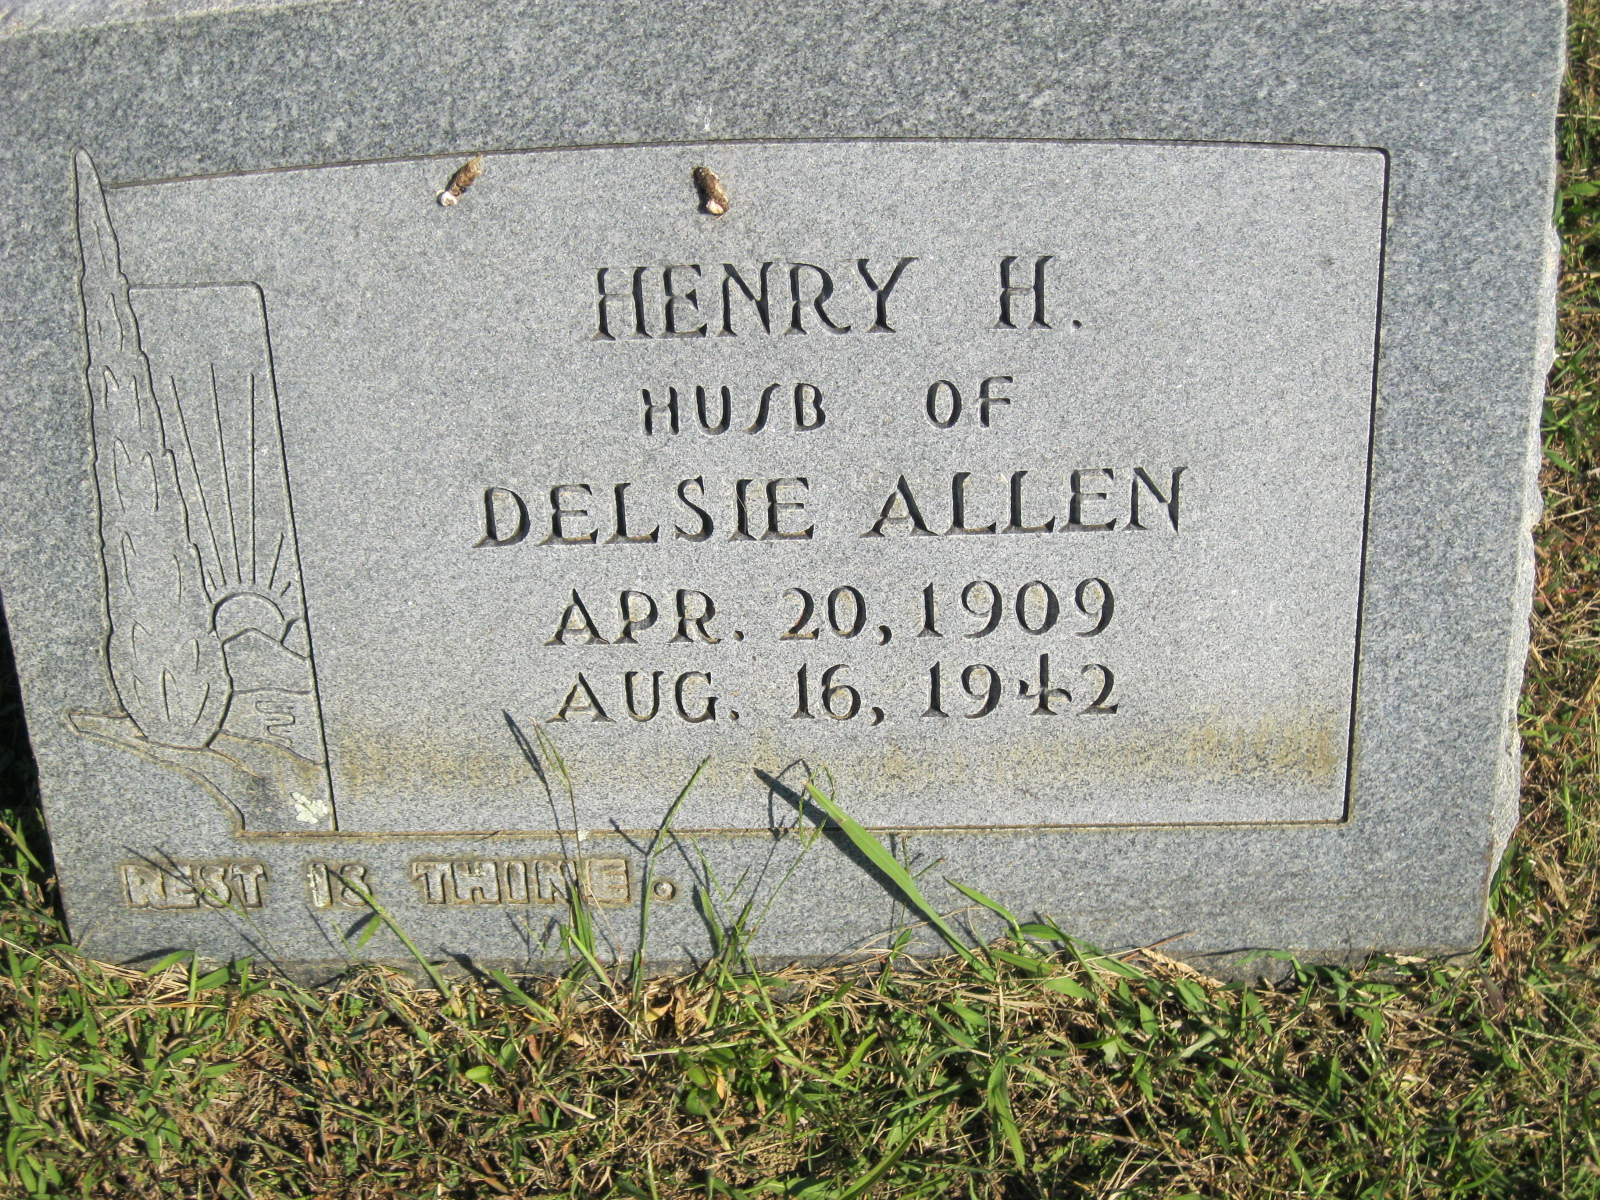 HENRY H.
HUSB OF
DELSIE ALLEN
APR. 20, 1909
AUG. 16, 1942
REST IS THINE.